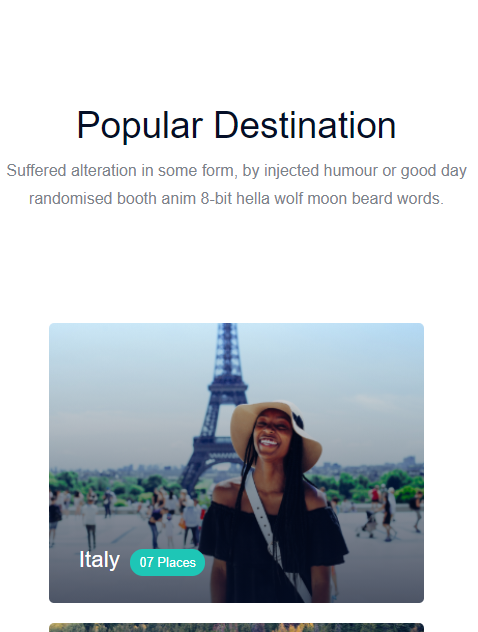 Popular Destination
Suffered alteration in some form, by injected humour or good day
randomised booth anim 8-bit hella wolf moon beard words.
Italy 07 Places